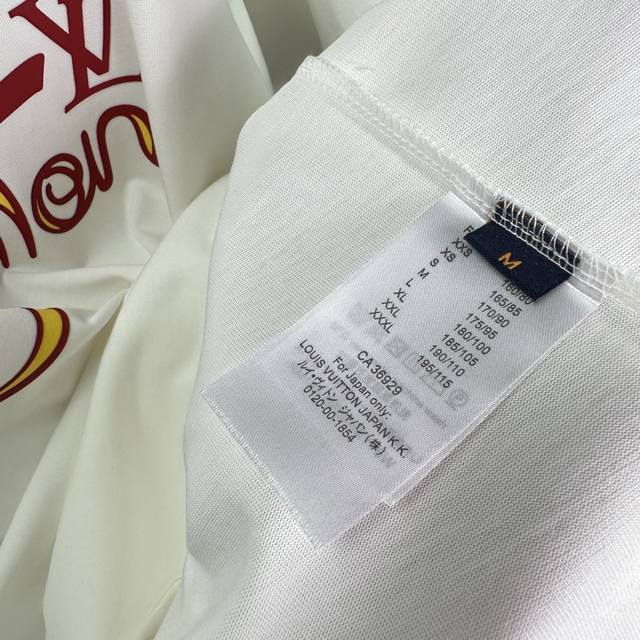 V
M
XXS 160/80
XS 165/85
S 170/90
M 175/95
L 180/100
XL 185/105
XXL 190/110
XXXL 195/115
CA 36929
For Japan only:
LOUIS VUITTON JAPAN K.K.
ルイ・ヴィトン ジャパン(株)
0120-00-1854